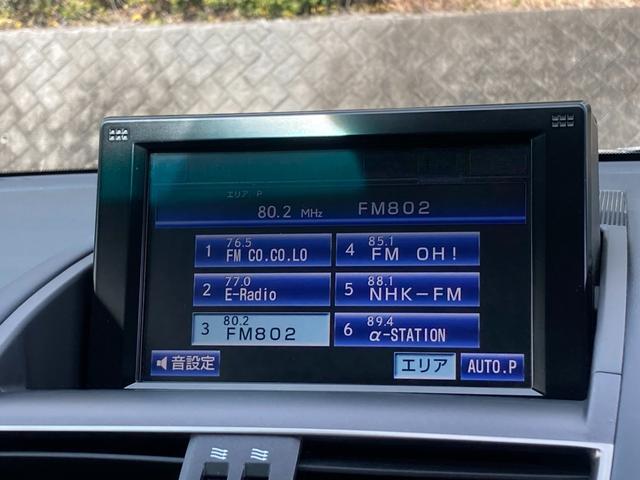 エリア P
80.2 MHz FM802
1 76.5 FM CO.CO.LO
4 85.1 FM OH!
2 77.0 E-Radio
5 88.1 NHK-FM
3 80.2 FM802
6 89.4 α-STATION
音設定
エリア
AUTO.P